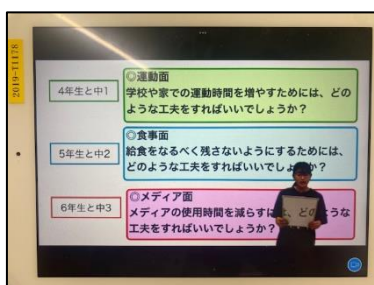 2019-T1178
4年生と中1
◎運動面
学校や家での運動時間を増やすためには、どの
ような工夫をすればいいでしょうか？
5年生と中2
◎食事面
給食をなるべく残さないようにするためには、
どのような工夫をすればいいでしょうか？
6年生と中3
◎メディア面
メディアの使用時間を減らすには、どのような
工夫をすればいいでしょうか？